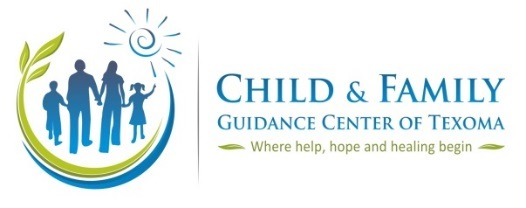 CHILD & FAMILY
GUIDANCE CENTER OF TEXOMA
Where help, hope and healing begin